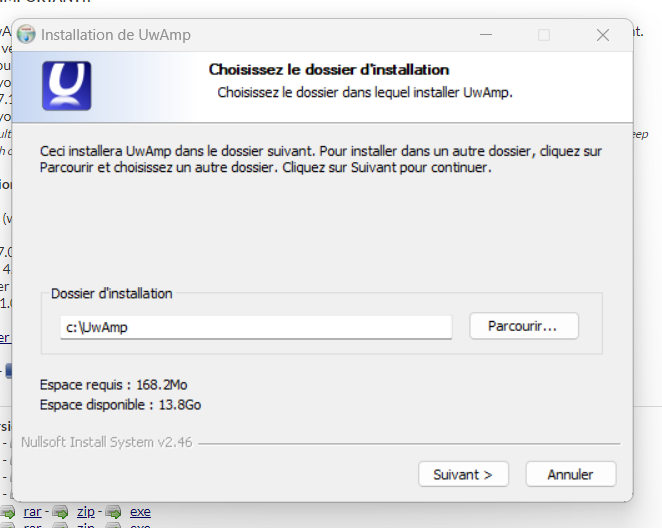 Installation de UwAmp
Choisissez le dossier d'installation
Choisissez le dossier dans lequel installer UwAmp.
Ceci installera UwAmp dans le dossier suivant. Pour installer dans un autre dossier, cliquez sur
Parcourir et choisissez un autre dossier. Cliquez sur Suivant pour continuer.
Dossier d'installation
c:\UwAmp
Parcourir...
Espace requis : 168.2Mo
Espace disponible : 13.8Go
Nullsoft Install System v2.46
Suivant >
Annuler
rar - zip - exe